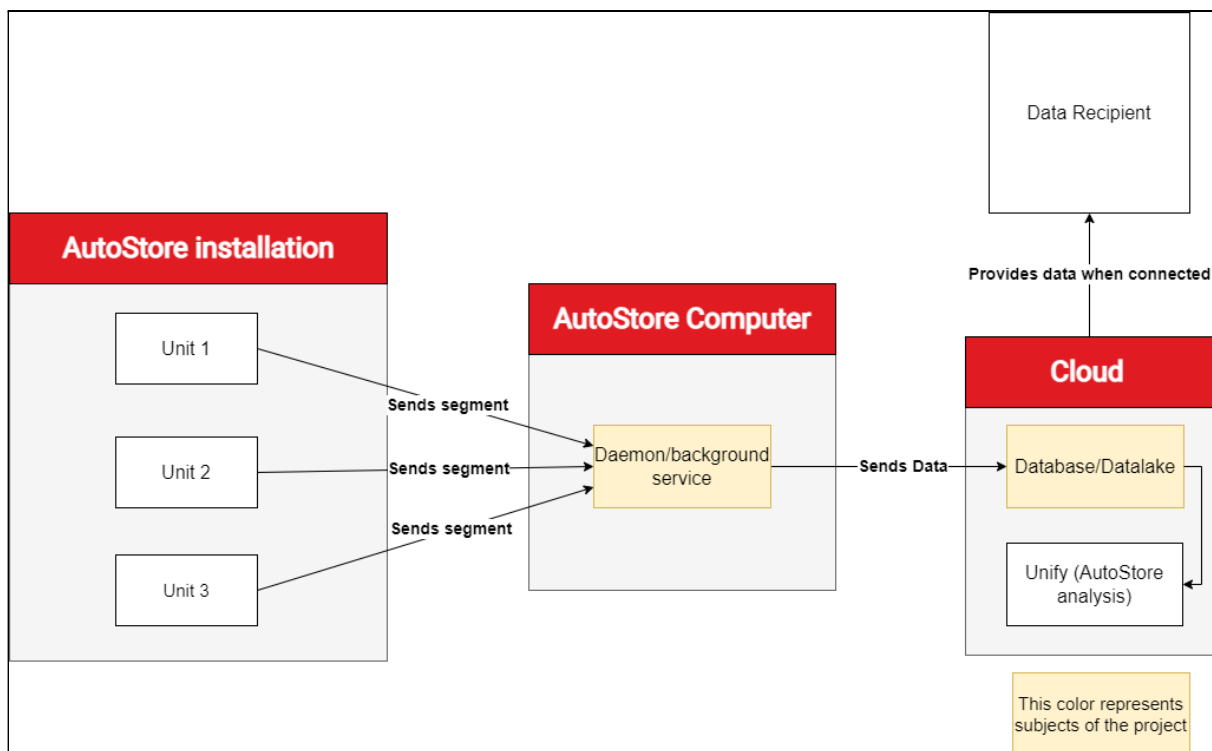 Data Recipient
AutoStore installation
Provides data when connected
Unit 1
AutoStore Computer
Cloud
Sends segment
Unit 2
Sends segment
Daemon/background
service
Sends Data
Database/Datalake
Sends segment
Unit 3
Unify (AutoStore
analysis)
This color represents
subjects of the project